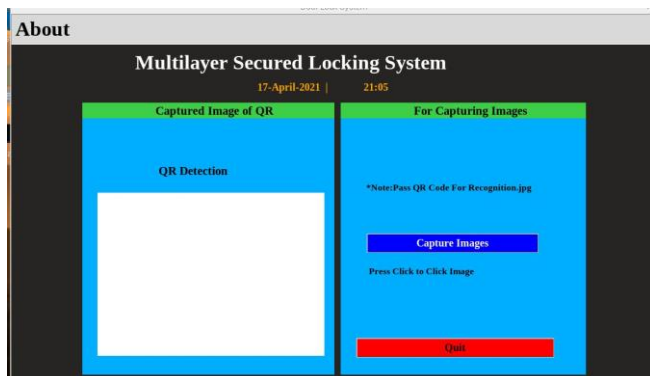 About
Multilayer Secured Locking System
17-April-2021 | 21:05
Captured Image of QR
QR Detection
For Capturing Images
*Note:Pass QR Code For Recognition.jpg
Capture Images
Press Click to Click Image
Quit